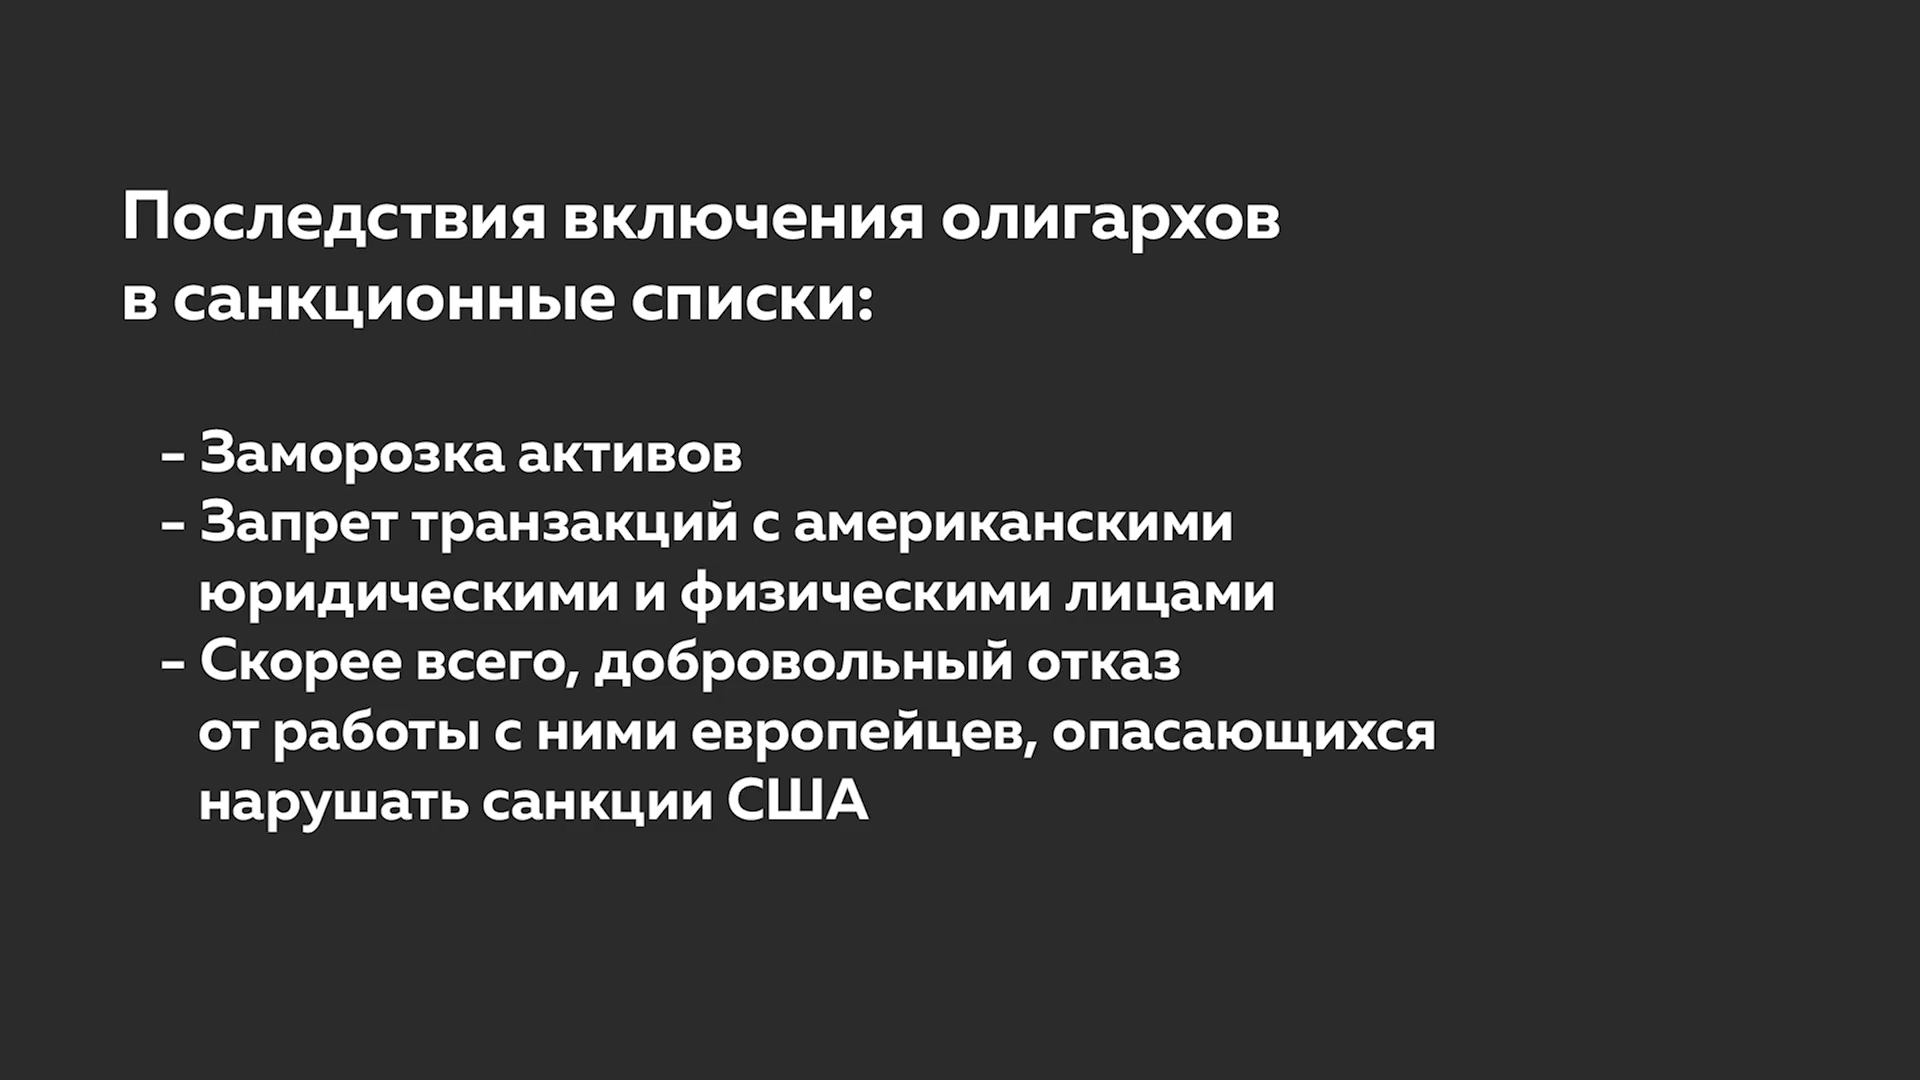 Последствия включения олигархов
в санкционные списки:
- Заморозка активов
- Запрет транзакций с американскими
юридическими и физическими лицами
- Скорее всего, добровольный отказ
от работы с ними европейцев, опасающихся
нарушать санкции США